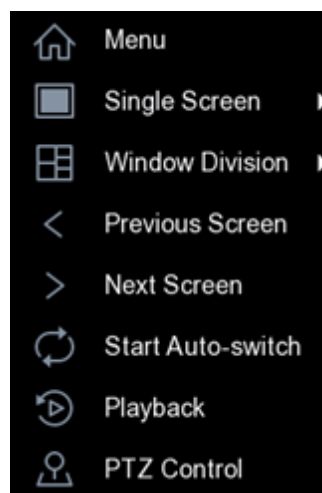 Menu
Single Screen
Window Division
Previous Screen
Next Screen
Start Auto-switch
Playback
PTZ Control